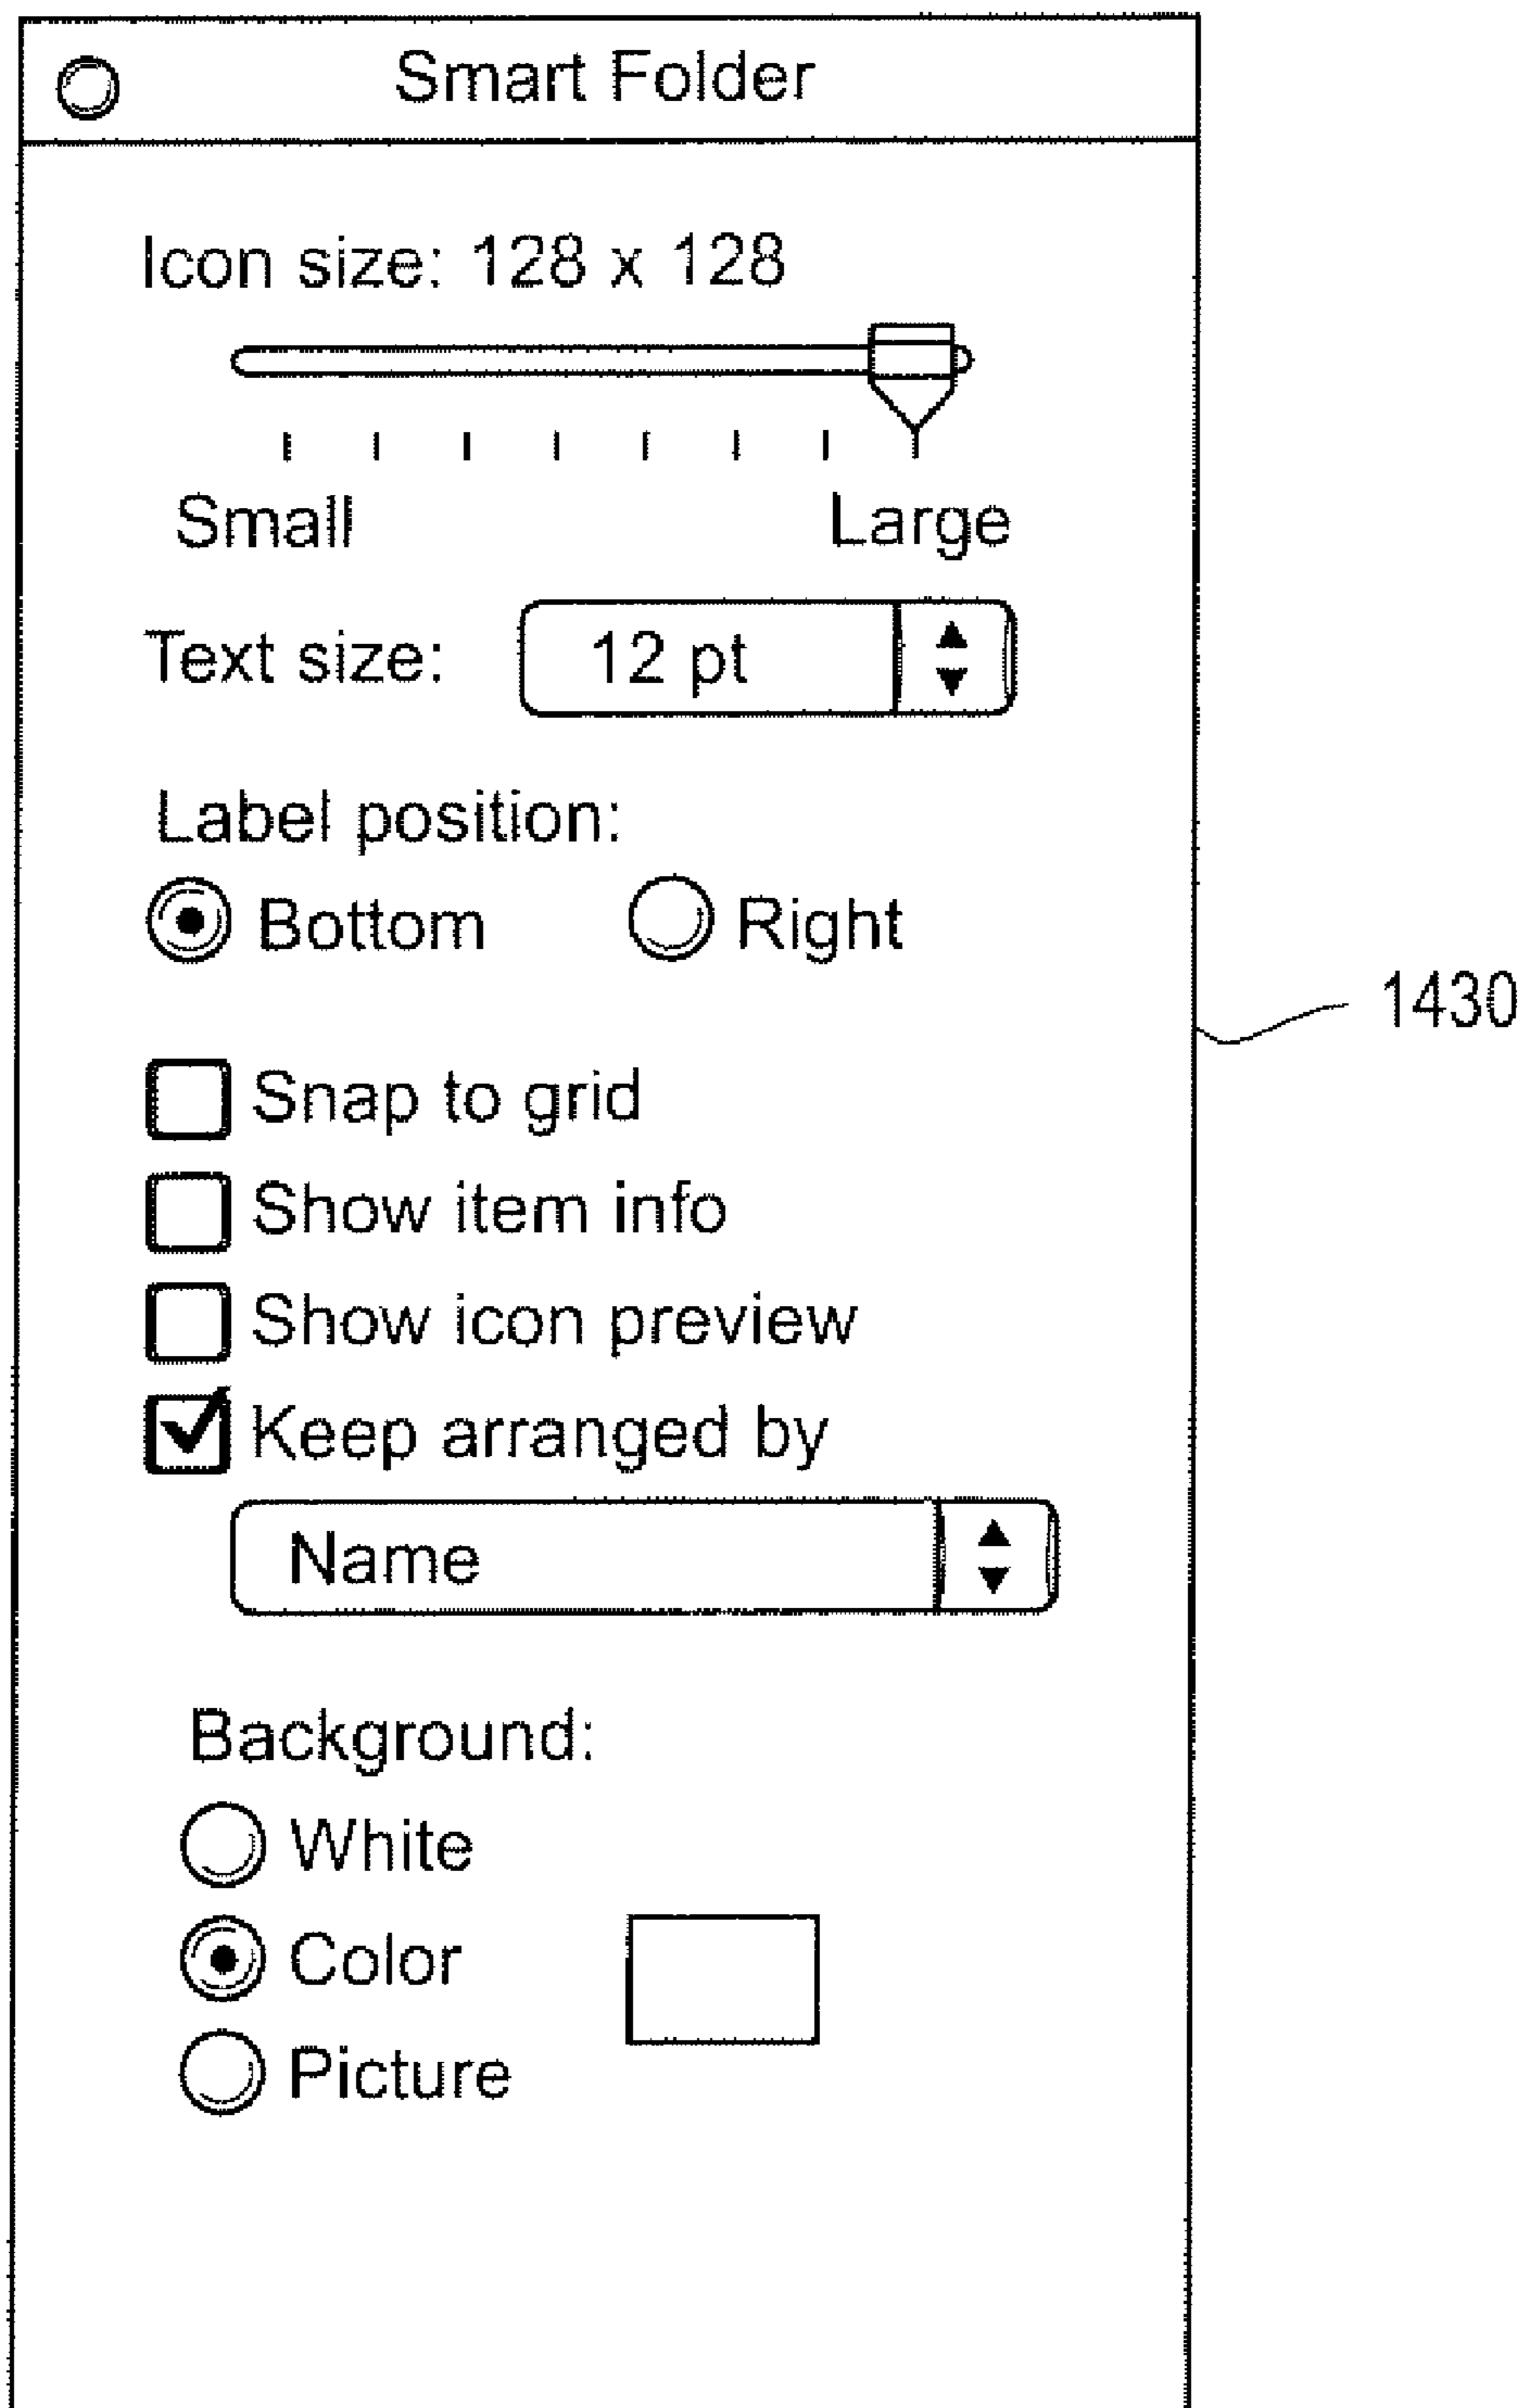 Smart Folder
Icon size: 128 x 128
Small Large
Text size: 12 pt
Label position:
Bottom Right
1430
Snap to grid
Show item info
Show icon preview
Keep arranged by
Name
Background:
White
Color
Picture